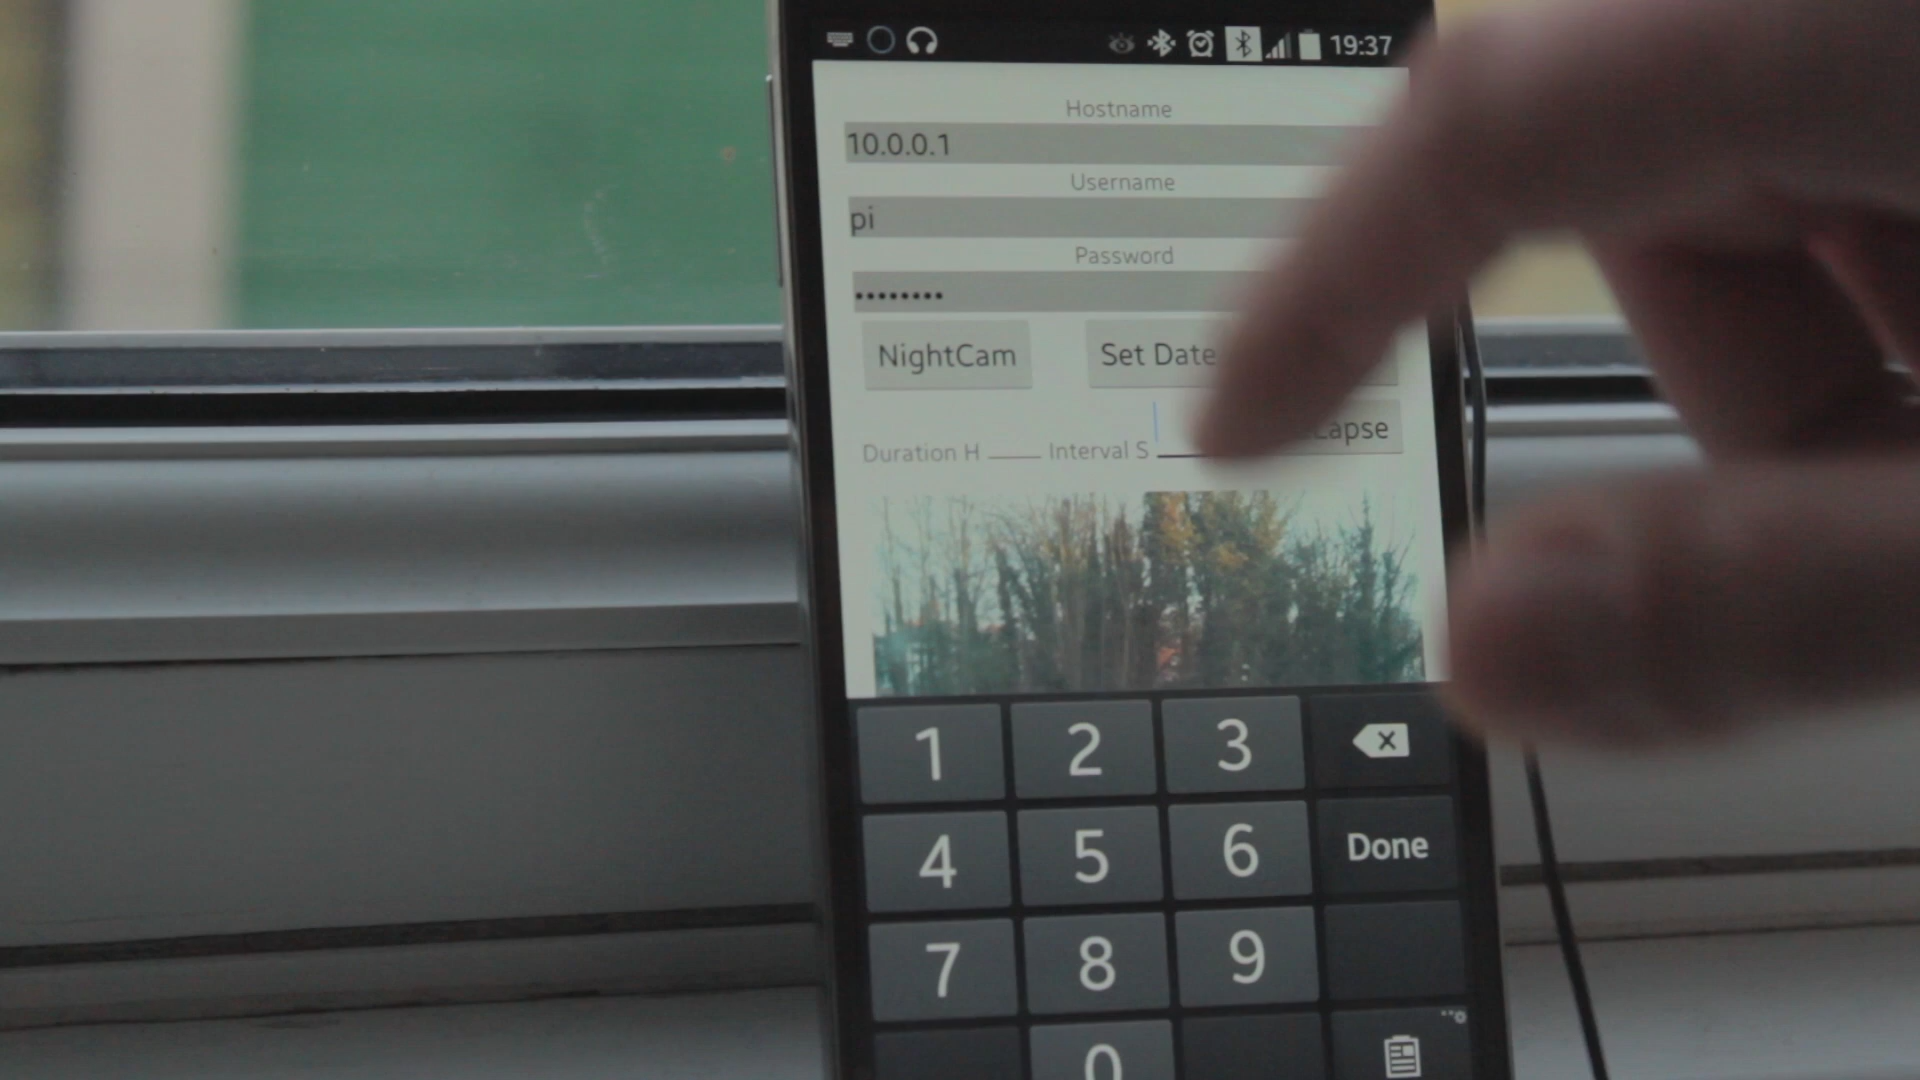 19:37
Hostname
10.0.0.1
Username
pi
Password
••••••••
NightCam Set Date
Lapse
Duration H Interval S
1 2 3
4 5 6 Done
7 8 9
0